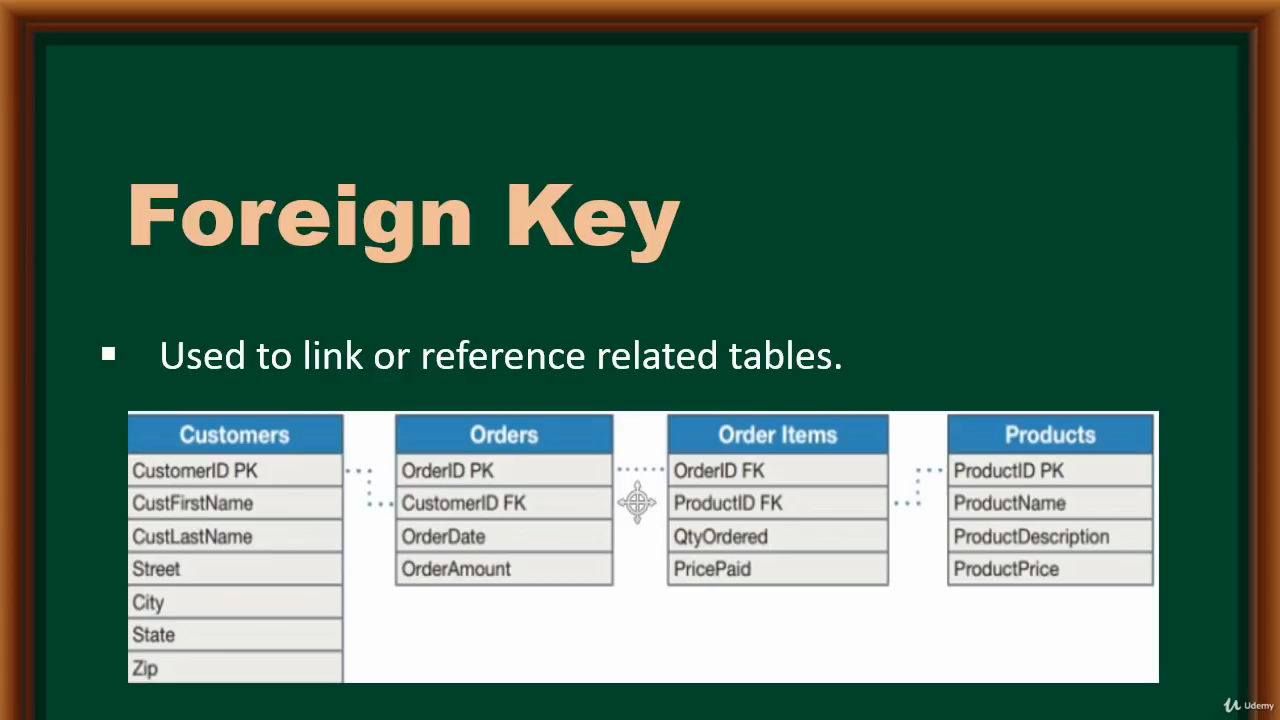 Foreign Key
Used to link or reference related tables.
Customers
CustomerID PK
CustFirstName
CustLastName
Street
City
State
Zip
Orders
OrderID PK
CustomerID FK
OrderDate
OrderAmount
Order Items
OrderID FK
ProductID FK
QtyOrdered
PricePaid
Products
ProductID PK
ProductName
ProductDescription
ProductPrice
Udemy